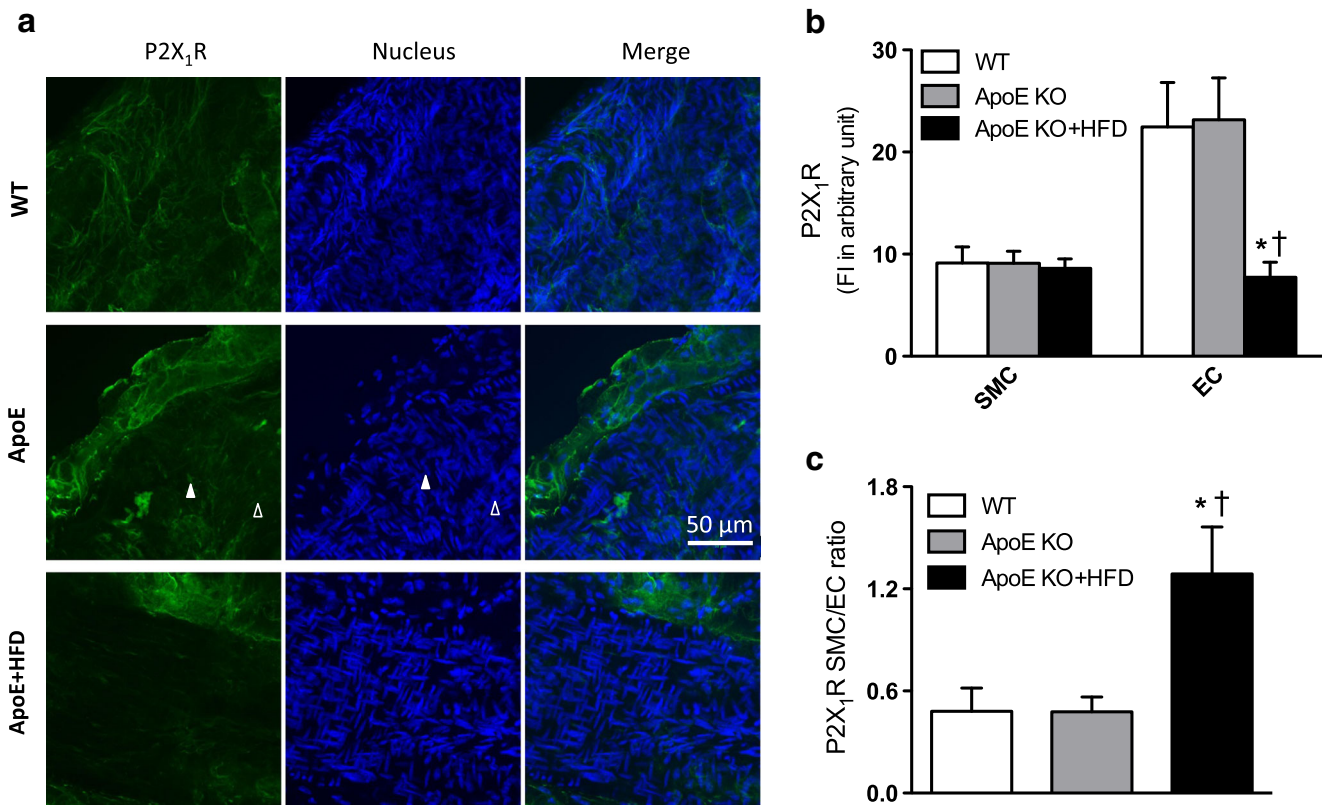 a
P2X₁R
Nucleus
Merge
WT
ApoE
ApoE+HFD
50 μm
b
30
20
10
0
P2X₁R
(FI in arbitrary unit)
WT
ApoE KO
ApoE KO+HFD
*†
SMC
EC
c
1.8
1.2
0.6
0.0
P2X₁R SMC/EC ratio
WT
ApoE KO
ApoE KO+HFD
* †